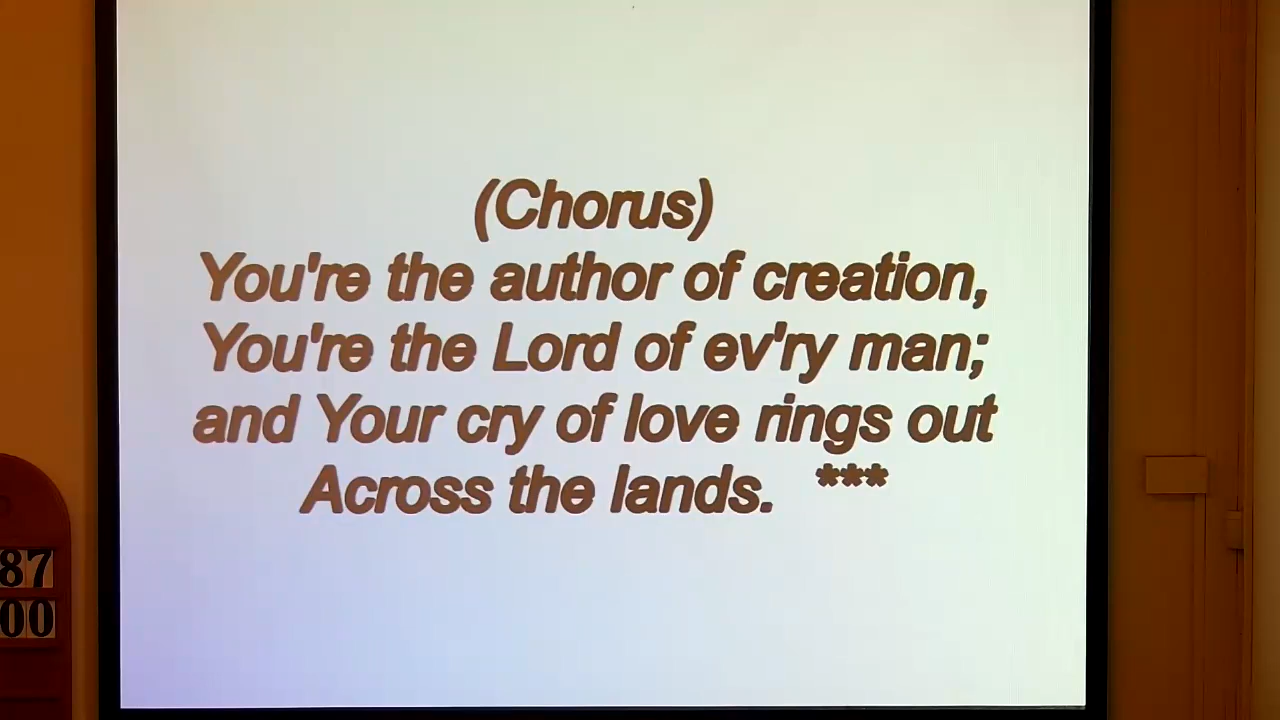 (Chorus)
You're the author of creation,
You're the Lord of ev'ry man;
and Your cry of love rings out
Across the lands. ***
87
00